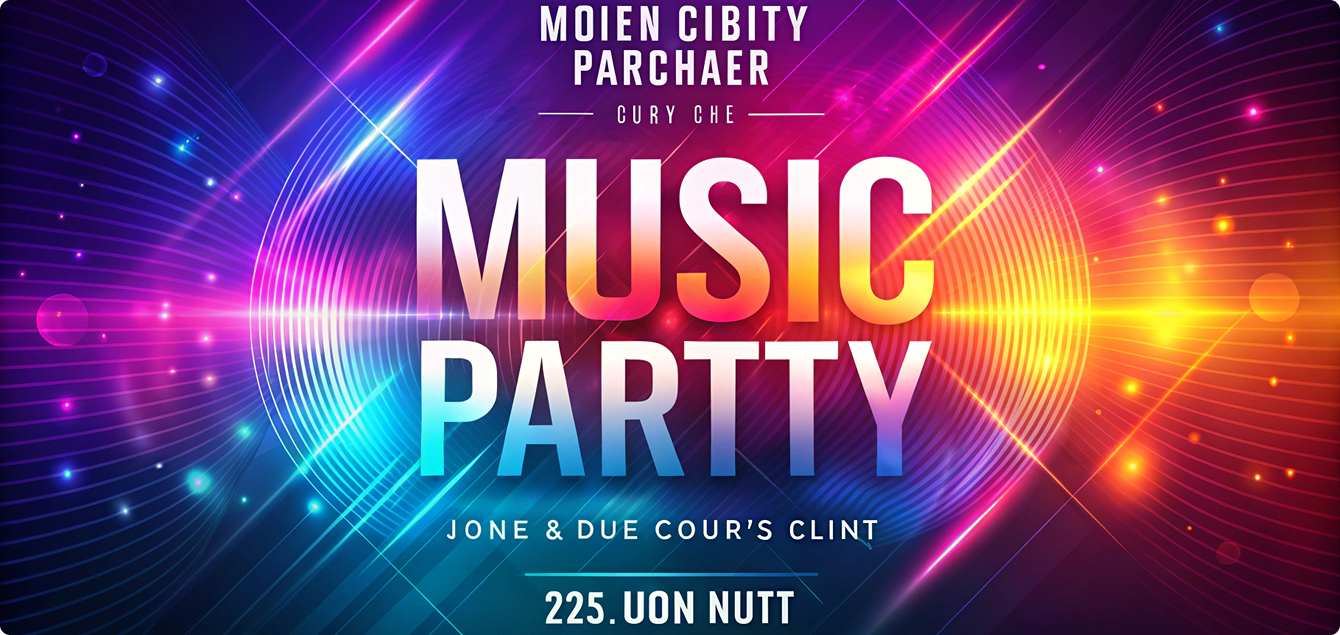 MOIEN CIBITY
PARCHAER
CURY CHE
MUSIC
PARTTY
JONE & DUE COUR'S CLINT
225. UON NUTT